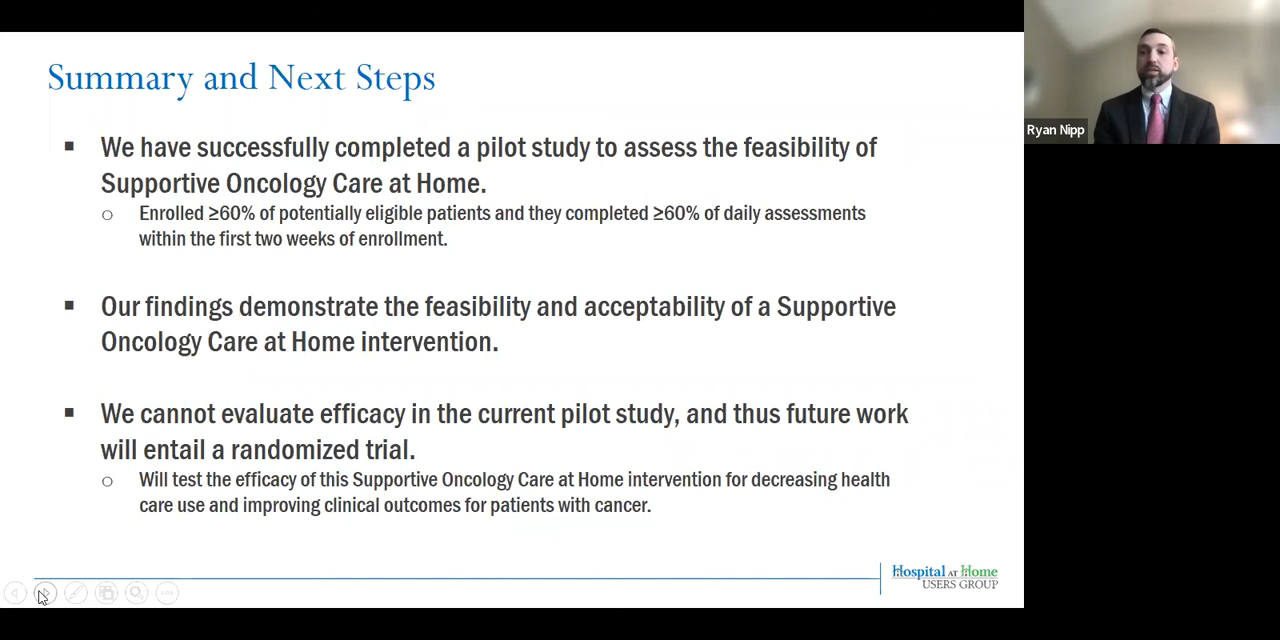 Summary and Next Steps
▪ We have successfully completed a pilot study to assess the feasibility of
Supportive Oncology Care at Home.
○ Enrolled ≥60% of potentially eligible patients and they completed ≥60% of daily assessments
within the first two weeks of enrollment.
▪ Our findings demonstrate the feasibility and acceptability of a Supportive
Oncology Care at Home intervention.
▪ We cannot evaluate efficacy in the current pilot study, and thus future work
will entail a randomized trial.
○ Will test the efficacy of this Supportive Oncology Care at Home intervention for decreasing health
care use and improving clinical outcomes for patients with cancer.
Hospital AT Home
USERS GROUP
Ryan Nipp